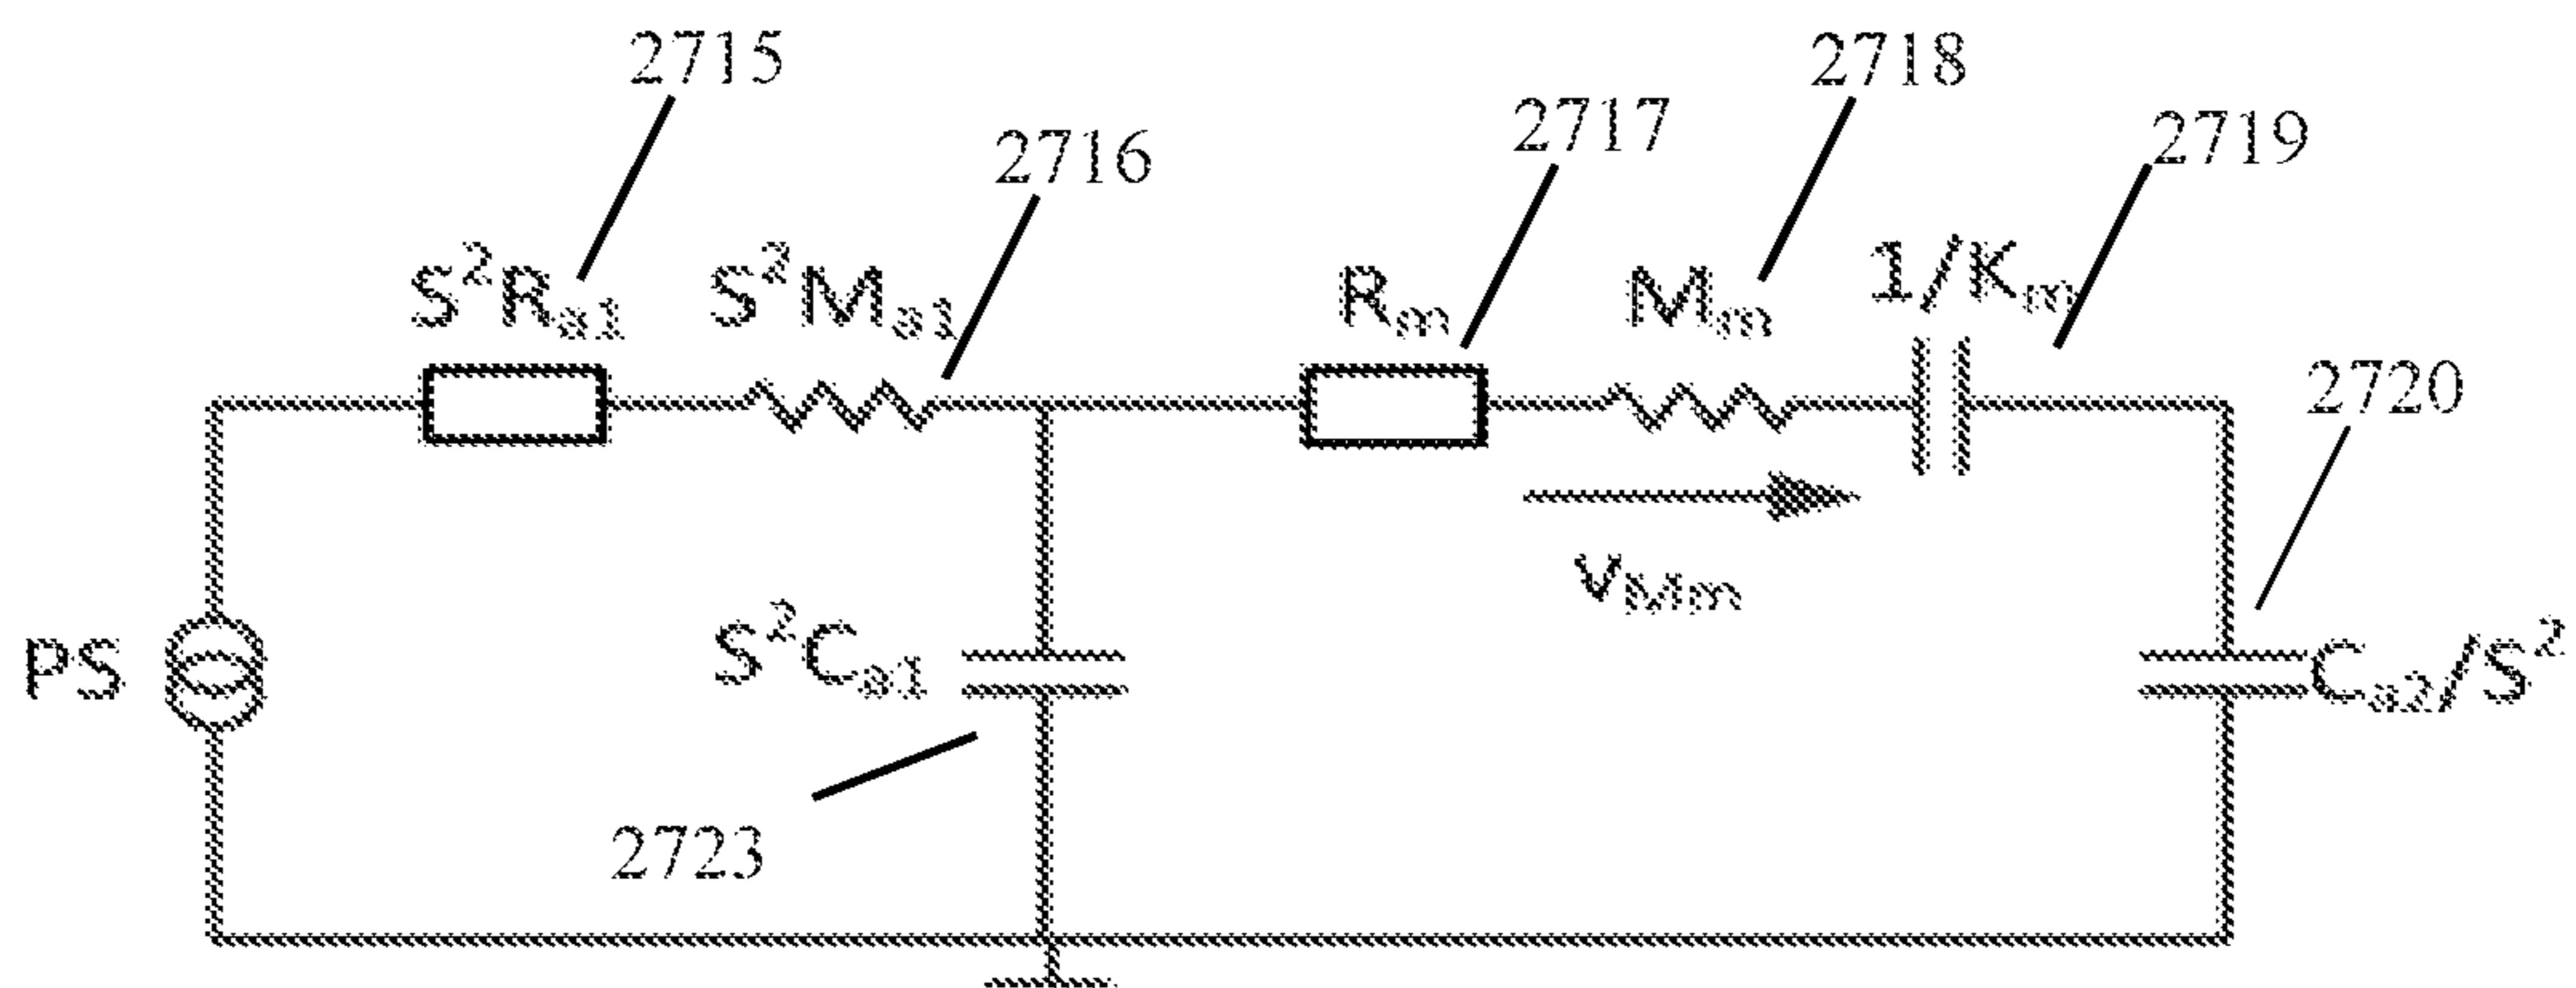 2715
2718
2717
2716
2719
S²Rₐ₁
S²Mₐ₁
Rₘ
Mₘ
1/Kₘ
2720
vMm
PS
S²Cₐ₁
Cₐ₂/S²
2723